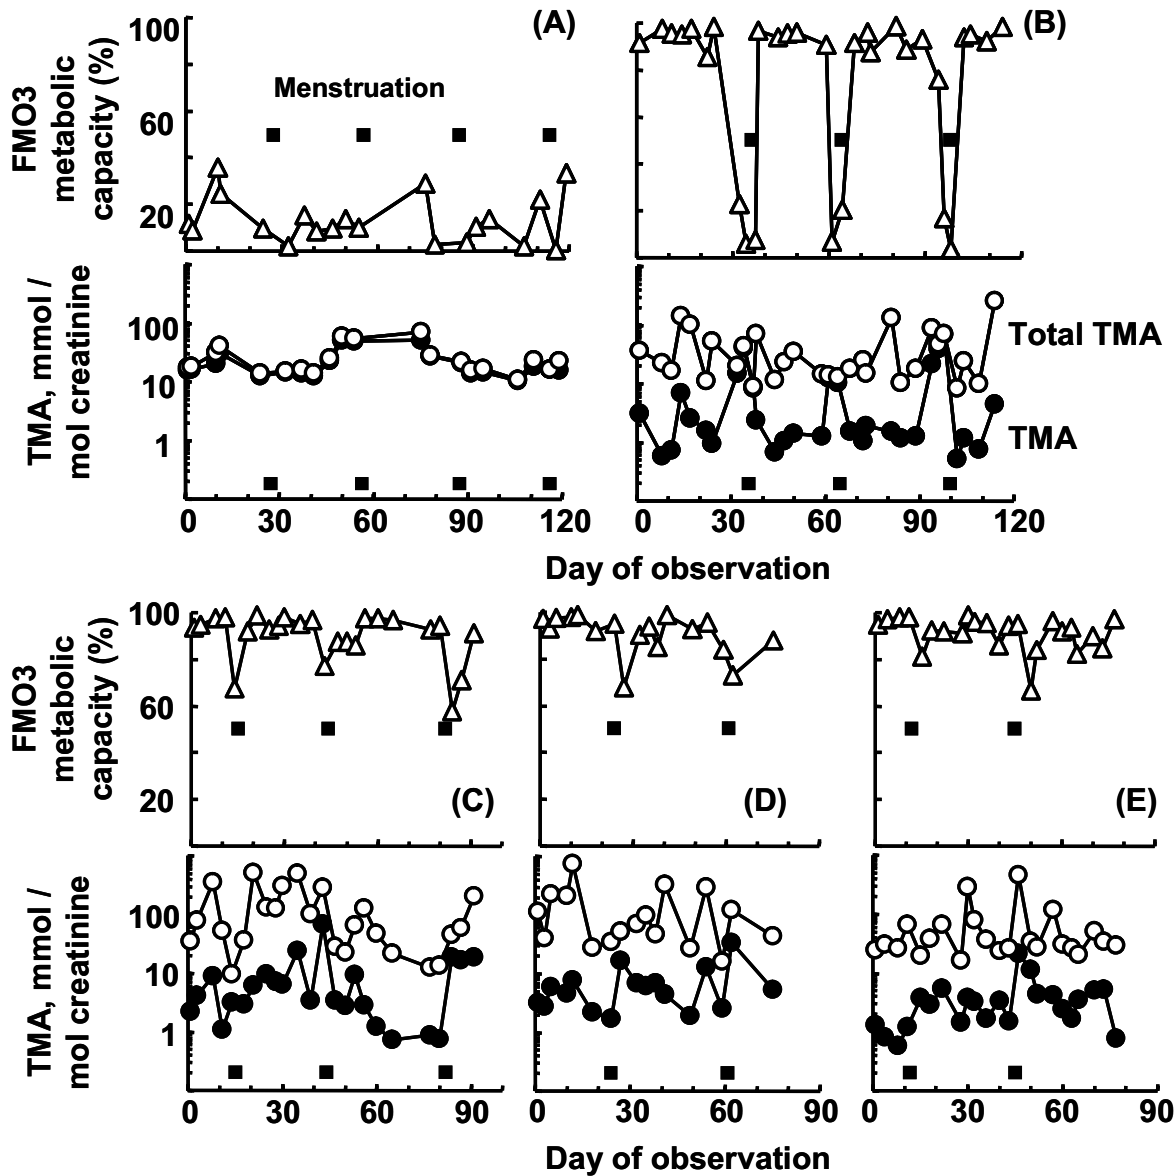 (A)
(B)
FMO3
metabolic
capacity (%)
100
60
20
Menstruation
TMA, mmol /
mol creatinine
100
10
1
Total TMA
TMA
0 30 60 90 120
0 30 60 90 120
Day of observation
FMO3
metabolic
capacity (%)
100
60
20
(C)
(D)
(E)
TMA, mmol /
mol creatinine
100
10
1
0 30 60 90
0 30 60 90
0 30 60 90
Day of observation